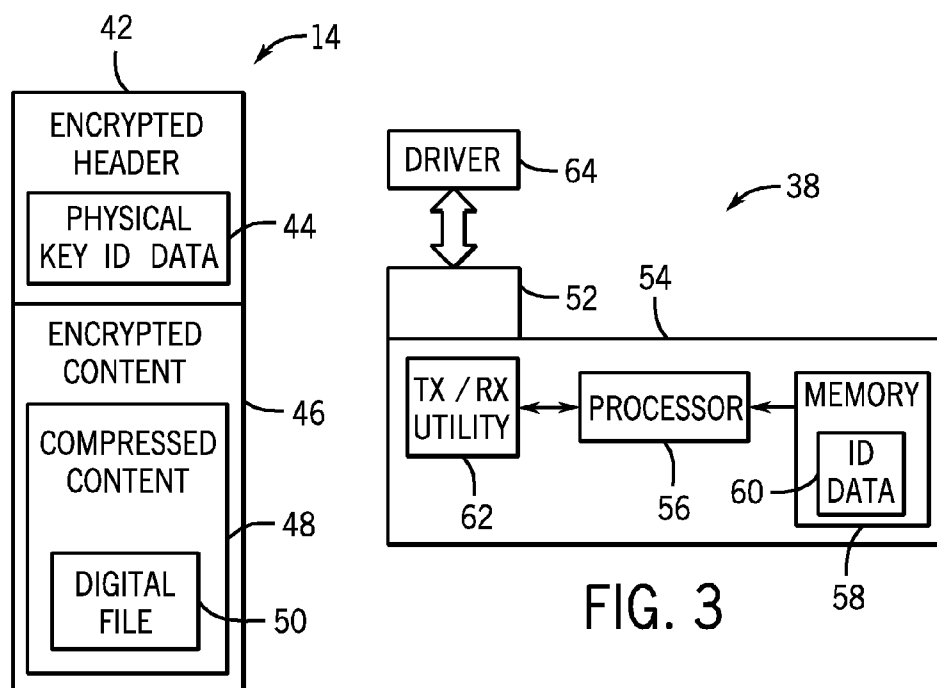 42
14
ENCRYPTED
HEADER
PHYSICAL
KEY ID DATA
44
ENCRYPTED
CONTENT
46
COMPRESSED
CONTENT
48
DIGITAL
FILE
50
DRIVER
64
38
52
54
TX / RX
UTILITY
62
PROCESSOR
56
MEMORY
60
ID
DATA
58
FIG. 3